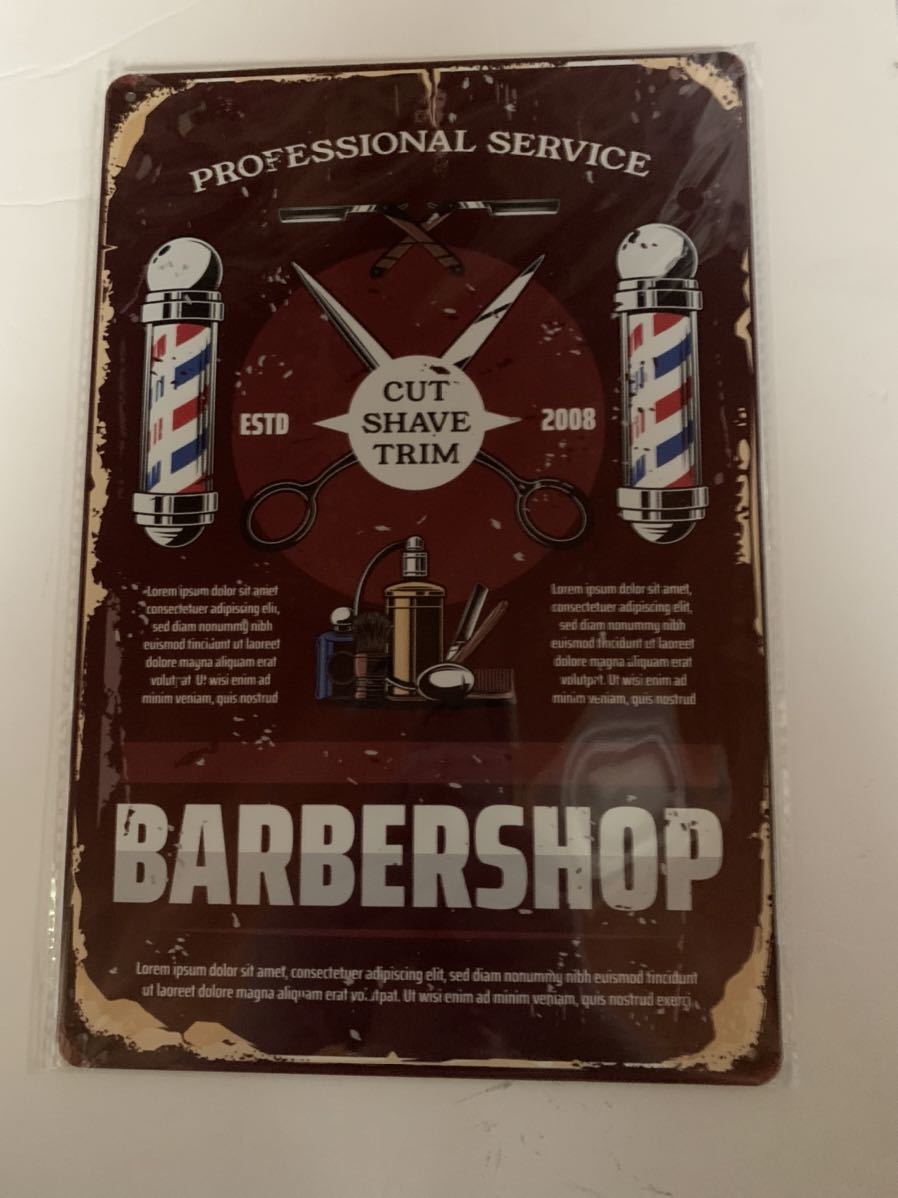 PROFESSIONAL SERVICE
CUT
SHAVE
TRIM
ESTD
2008
Lorem ipsum dolor sit amet
consectetuer adipissing elit,
sed diam nonummy nibh
euismod tincidunt ut laoreet
dolore magna aliquam erat
volutpat Ut wisi enim ad
minim veniam, quis nostrud
Lorem ipsum dolor sit amet,
consectetuer adipiscing elit,
sed diam nonummy nibh
euismod tincidunt ut laoreet
dolore magna aliquam erat
volutpat. Ut wisi enim ad
minim veniam, quis nostrud
BARBERSHOP
Lorem ipsum dolor sit amet, consectetuer adipiscing elit, sed diam nonummy nibh euismod tincidunt
ut laoreet dolore magna aliquam erat volutpat. Ut wisi enim ad minim veniam, quis nostrud exerci